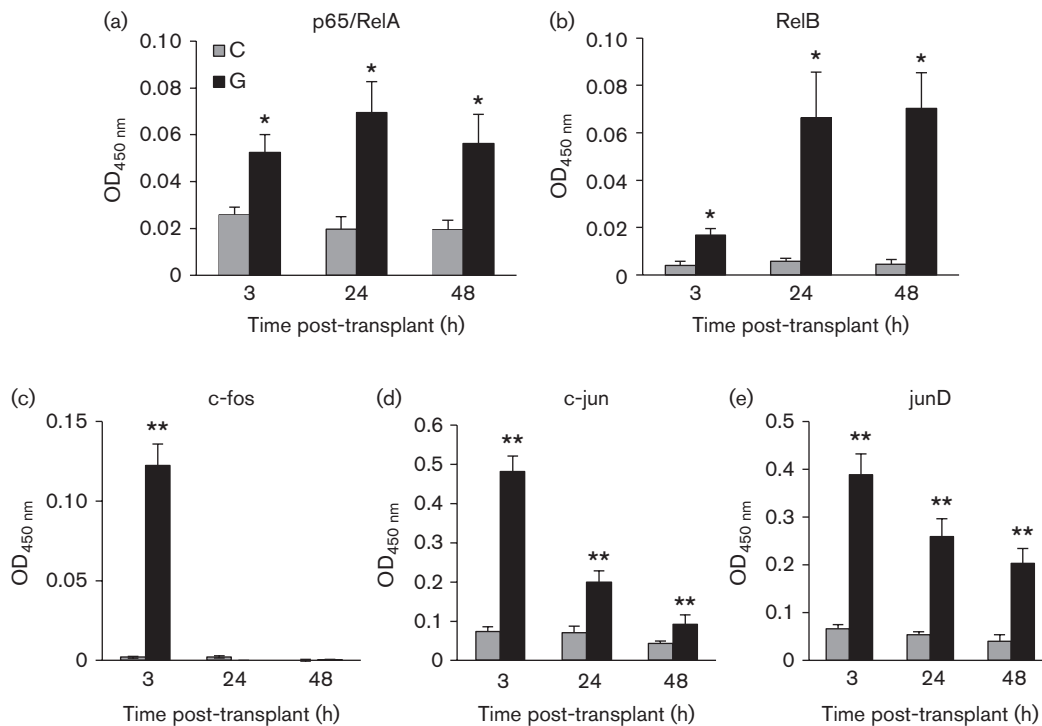 (a) p65/RelA
0.10
C
G
0.08
0.06
0.04
0.02
0
OD450 nm
* * *
3 24 48
Time post-transplant (h)
(b) RelB
0.10
0.08
0.06
0.04
0.02
0
OD450 nm
* * *
3 24 48
Time post-transplant (h)
(c) c-fos
0.15
0.10
0.05
0
OD450 nm
**
3 24 48
Time post-transplant (h)
(d) c-jun
0.6
0.5
0.4
0.3
0.2
0.1
0
OD450 nm
** ** **
3 24 48
Time post-transplant (h)
(e) junD
0.5
0.4
0.3
0.2
0.1
0
OD450 nm
** ** **
3 24 48
Time post-transplant (h)